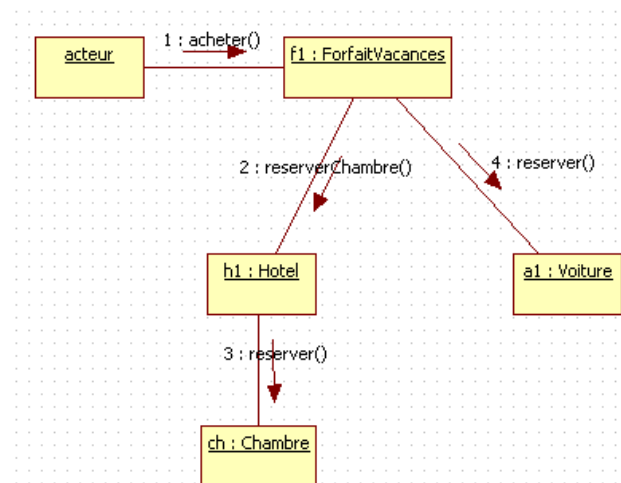 1 : acheter()
acteur
f1 : ForfaitVacances
2 : reserverChambre()
4 : reserver()
h1 : Hotel
a1 : Voiture
3 : reserver()
ch : Chambre